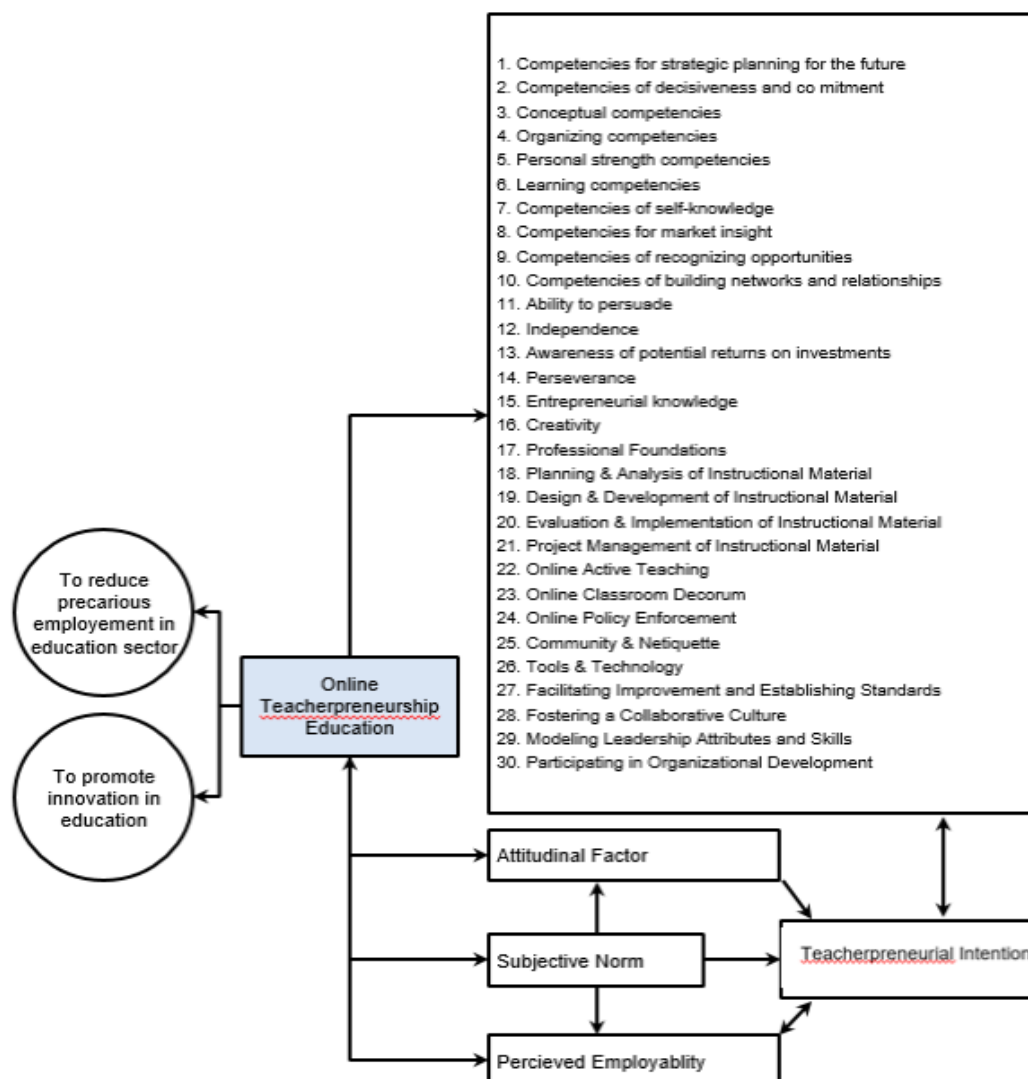 1. Competencies for strategic planning for the future
2. Competencies of decisiveness and co mitment
3. Conceptual competencies
4. Organizing competencies
5. Personal strength competencies
6. Learning competencies
7. Competencies of self-knowledge
8. Competencies for market insight
9. Competencies of recognizing opportunities
10. Competencies of building networks and relationships
11. Ability to persuade
12. Independence
13. Awareness of potential returns on investments
14. Perseverance
15. Entrepreneurial knowledge
16. Creativity
17. Professional Foundations
18. Planning & Analysis of Instructional Material
19. Design & Development of Instructional Material
20. Evaluation & Implementation of Instructional Material
21. Project Management of Instructional Material
22. Online Active Teaching
23. Online Classroom Decorum
24. Online Policy Enforcement
25. Community & Netiquette
26. Tools & Technology
27. Facilitating Improvement and Establishing Standards
28. Fostering a Collaborative Culture
29. Modeling Leadership Attributes and Skills
30. Participating in Organizational Development
To reduce
precarious
employement in
education sector
Online
Teacherpreneurship
Education
To promote
innovation in
education
Attitudinal Factor
Subjective Norm
Teacherpreneurial Intention
Percieved Employablity